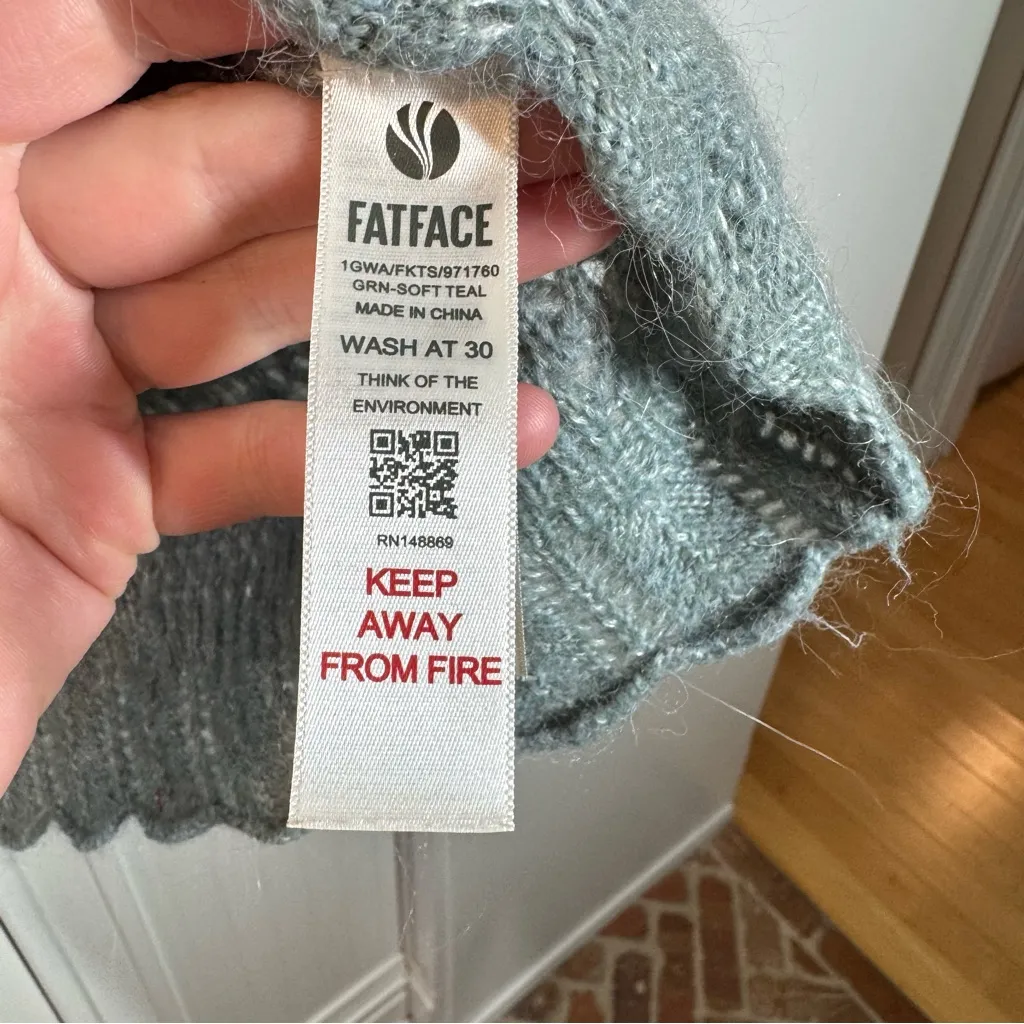 FATFACE
1GWA/FKTS/971760
GRN-SOFT TEAL
MADE IN CHINA
WASH AT 30
THINK OF THE
ENVIRONMENT
RN148869
KEEP
AWAY
FROM FIRE